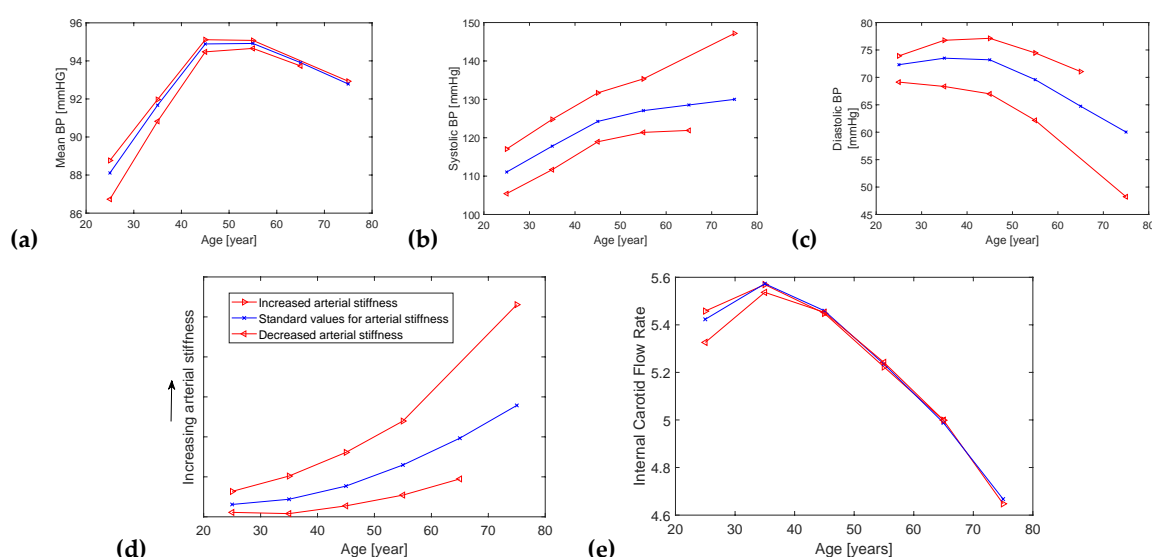 96
94
92
90
88
86
20 30 40 50 60 70 80
Mean BP [mmHG]
Age [year]
(a)
150
140
130
120
110
100
20 30 40 50 60 70 80
Systolic BP [mmHg]
Age [year]
(b)
85
80
75
70
65
60
55
50
45
20 30 40 50 60 70 80
Diastolic BP
[mmHg]
Age [year]
(c)
Increased arterial stiffness
Standard values for arterial stiffness
Decreased arterial stiffness
Increasing arterial stiffness
20 30 40 50 60 70 80
Age [year]
(d)
5.6
5.4
5.2
5
4.8
4.6
20 30 40 50 60 70 80
Internal Carotid Flow Rate
Age [years]
(e)